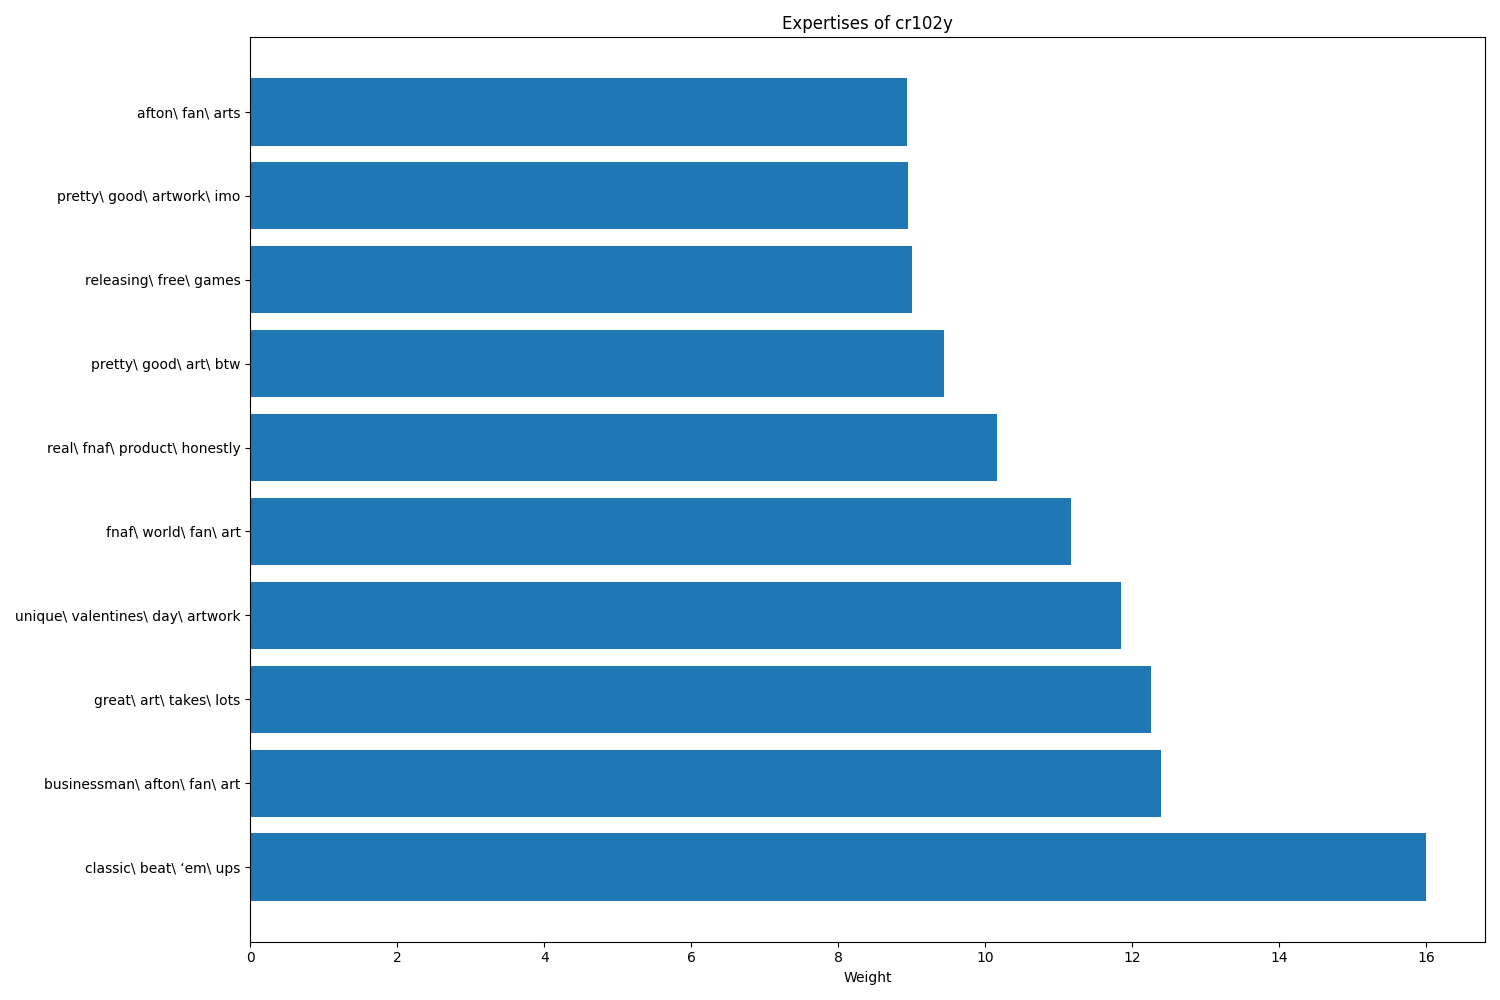 Expertises of cr102y
afton\ fan\ arts
pretty\ good\ artwork\ imo
releasing\ free\ games
pretty\ good\ art\ btw
real\ fnaf\ product\ honestly
fnaf\ world\ fan\ art
unique\ valentines\ day\ artwork
great\ art\ takes\ lots
businessman\ afton\ fan\ art
classic\ beat\ ‘em\ ups
0 2 4 6 8 10 12 14 16
Weight